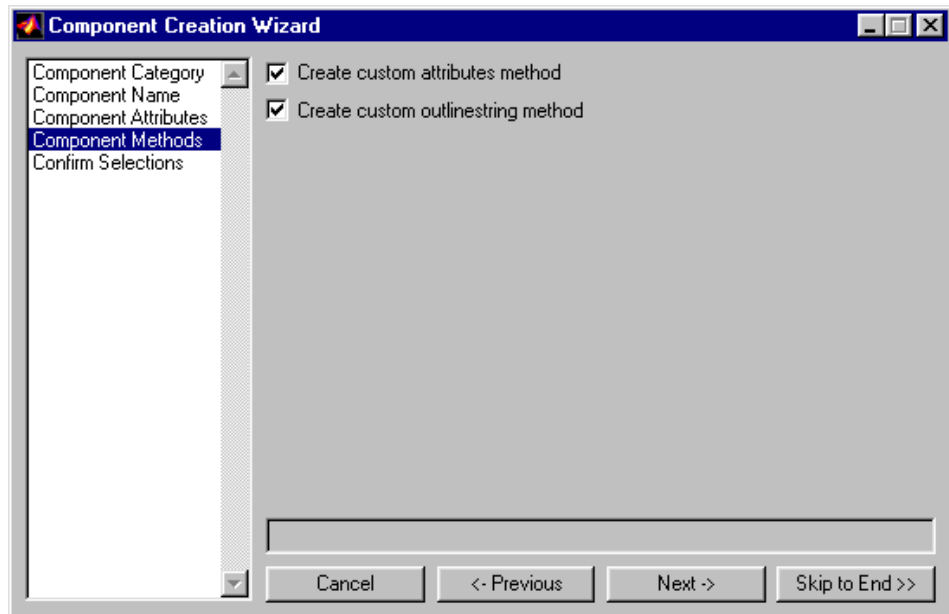 Component Creation Wizard
Component Category
Component Name
Component Attributes
Component Methods
Confirm Selections
Create custom attributes method
Create custom outlinestring method
Cancel
<- Previous
Next ->
Skip to End >>